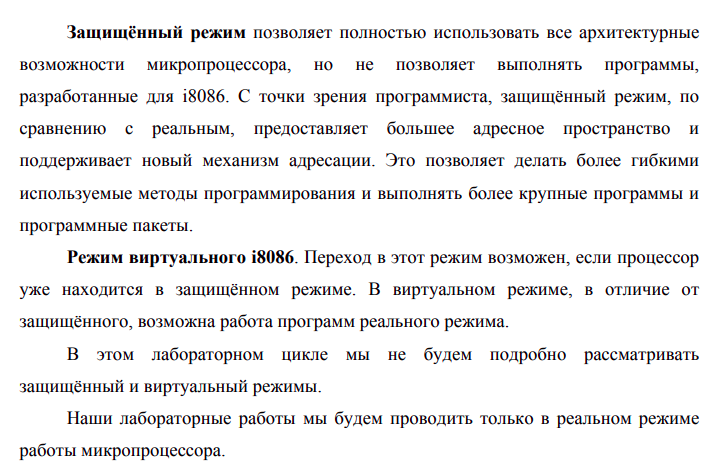 Защищённый режим позволяет полностью использовать все архитектурные
возможности микропроцессора, но не позволяет выполнять программы,
разработанные для i8086. С точки зрения программиста, защищённый режим, по
сравнению с реальным, предоставляет большее адресное пространство и
поддерживает новый механизм адресации. Это позволяет делать более гибкими
используемые методы программирования и выполнять более крупные программы и
программные пакеты.
Режим виртуального i8086. Переход в этот режим возможен, если процессор
уже находится в защищённом режиме. В виртуальном режиме, в отличие от
защищённого, возможна работа программ реального режима.
В этом лабораторном цикле мы не будем подробно рассматривать
защищённый и виртуальный режимы.
Наши лабораторные работы мы будем проводить только в реальном режиме
работы микропроцессора.